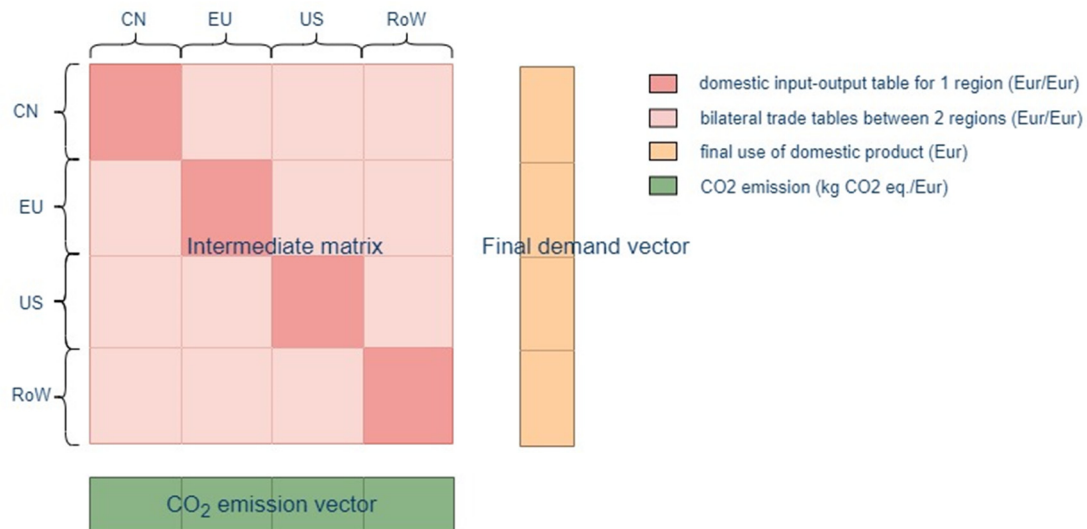 CN EU US RoW
CN
EU
US
RoW
Intermediate matrix
Final demand vector
CO₂ emission vector
domestic input-output table for 1 region (Eur/Eur)
bilateral trade tables between 2 regions (Eur/Eur)
final use of domestic product (Eur)
CO2 emission (kg CO2 eq./Eur)